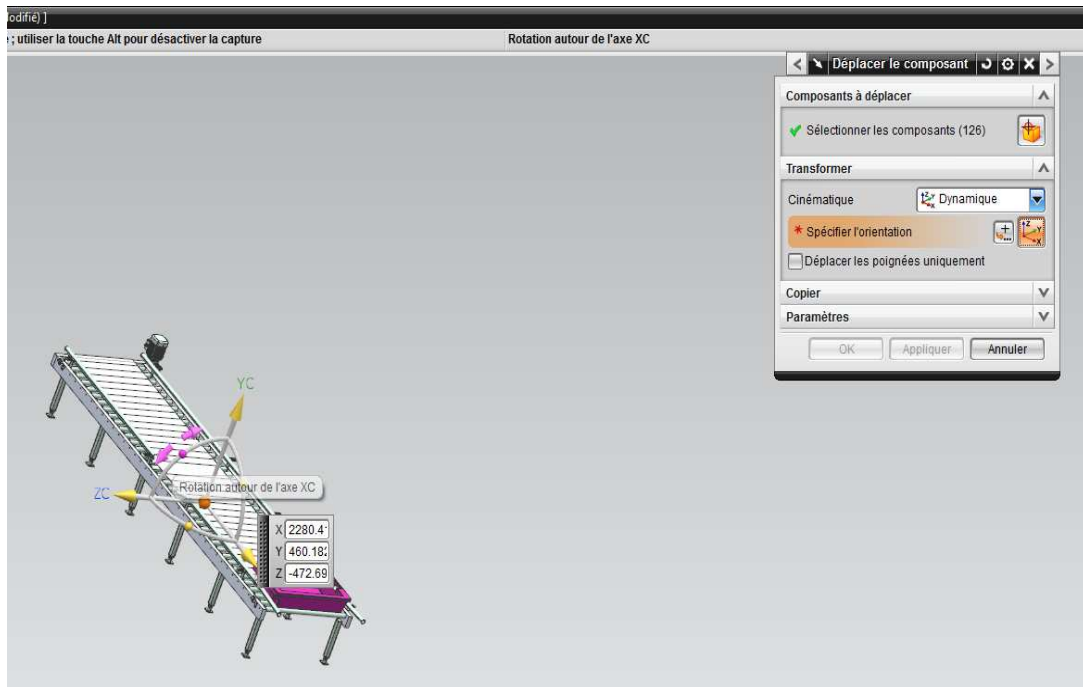 lodifié) ]
; utiliser la touche Alt pour désactiver la capture
Rotation autour de l'axe XC
Déplacer le composant
Composants à déplacer
Sélectionner les composants (126)
Transformer
Cinématique
Dynamique
* Spécifier l'orientation
Déplacer les poignées uniquement
Copier
Paramètres
OK
Appliquer
Annuler
YC
ZC
Rotation autour de l'axe XC
X 2280.4
Y 460.182
Z -472.69